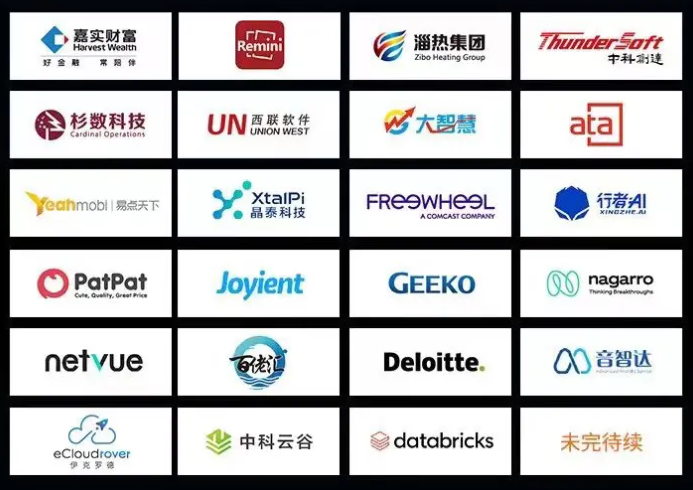 嘉实财富
Harvest Wealth
好金融 常陪伴
Remini
淄热集团
Zibo Heating Group
ThunderSoft
中科创达
杉数科技
Cardinal Operations
UN 西联软件
UNION WEST
大智慧
ata
Yeahmobi | 易点天下
XtalPi
晶泰科技
FREEWHEEL
A COMCAST COMPANY
行者AI
XINGZHE.AI
PatPat
Cute, Quality, Great Price
Joyient
GEEKO
nagarro
Thinking Breakthroughs
netvue
百佬汇
Deloitte.
音智达
eCloudrover
伊克罗德
中科云谷
databricks
未完待续